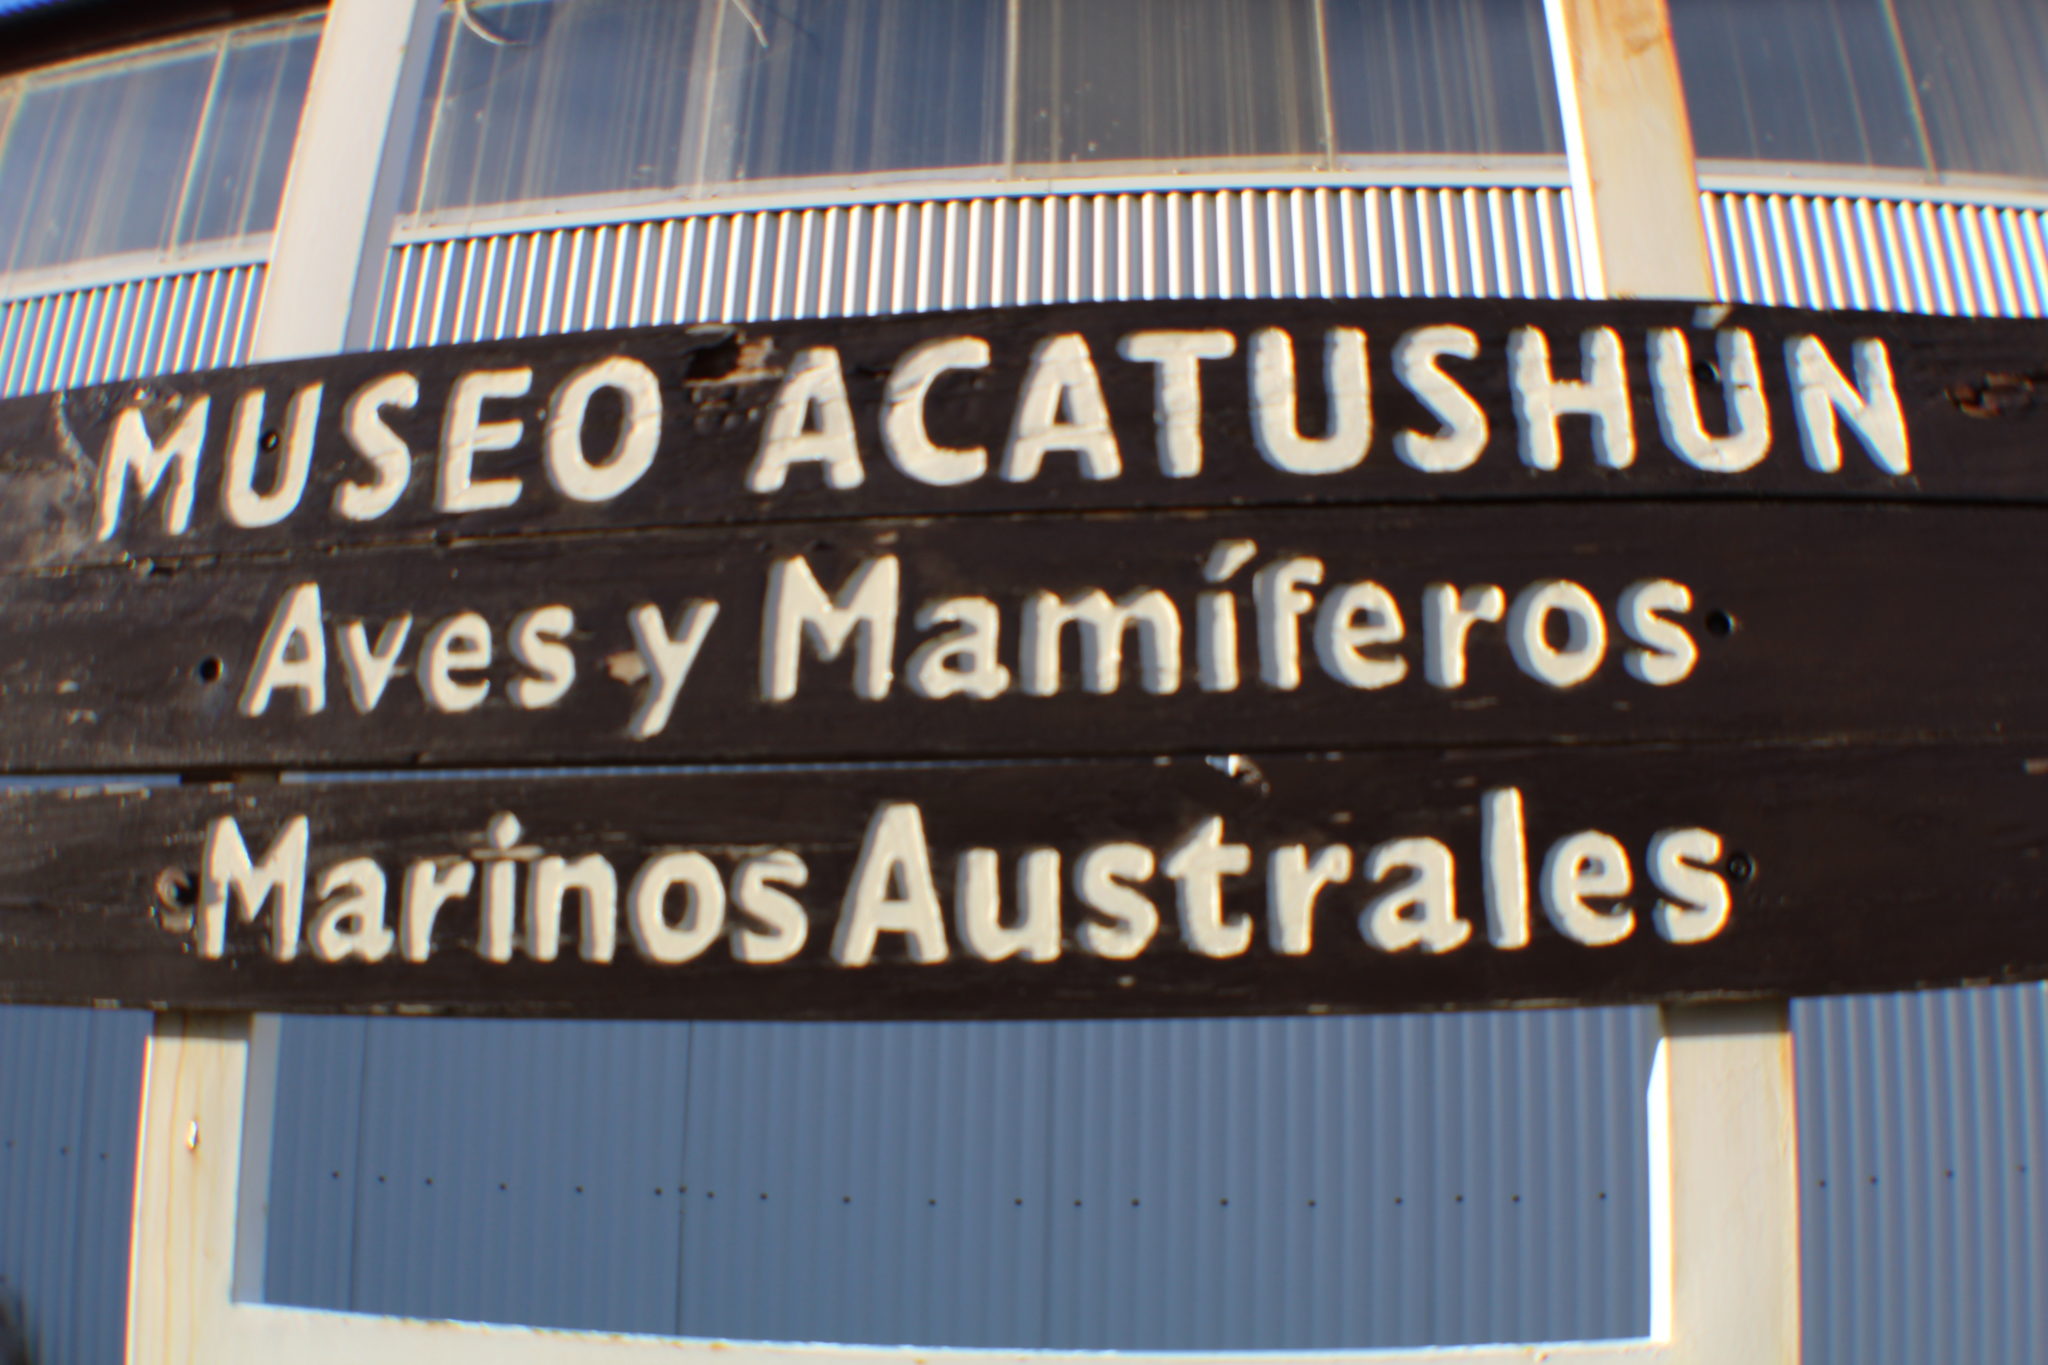 MUSEO ACATUSHÚN
Aves y Mamíferos
Marinos Australes